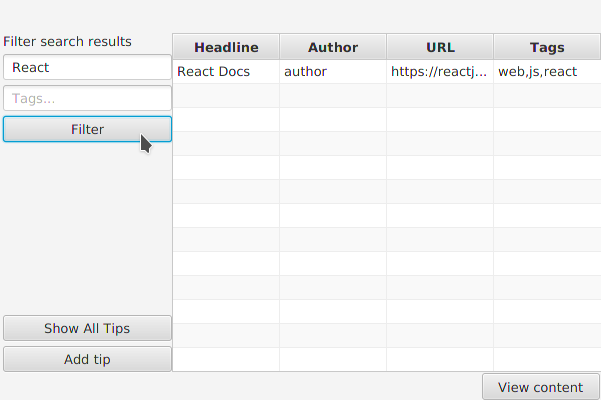 Filter search results
React
Tags...
Filter
Show All Tips
Add tip
Headline Author URL Tags
React Docs author https://reactj... web,js,react
View content